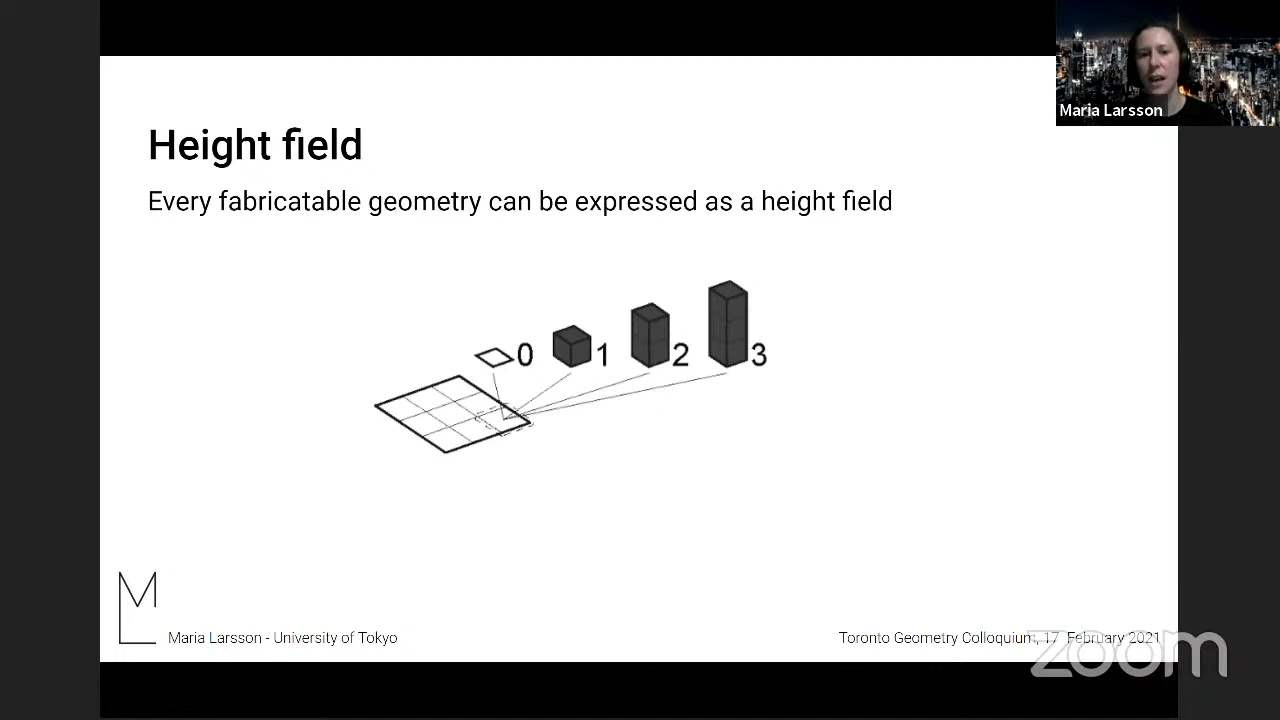 Maria Larsson
Height field
Every fabricatable geometry can be expressed as a height field
0
1
2
3
M
L
Maria Larsson - University of Tokyo
Toronto Geometry Colloquium, 17 February 2021
zoom